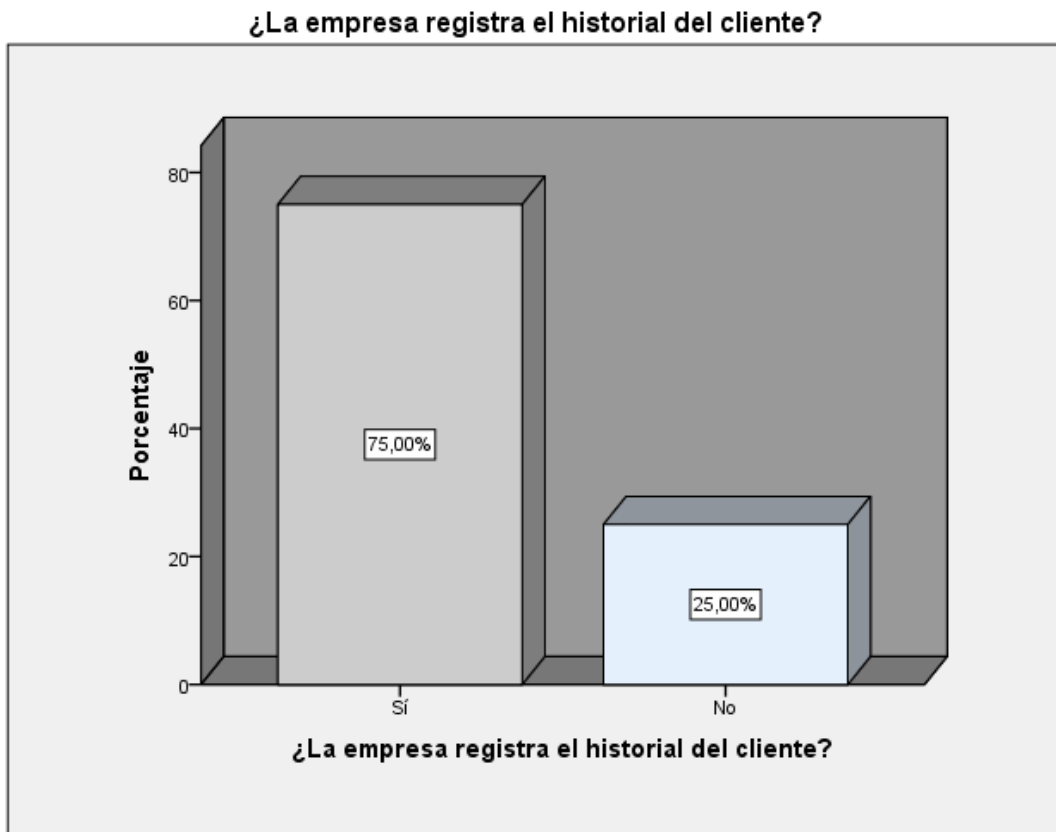 ¿La empresa registra el historial del cliente?
Porcentaje
80
60
40
20
0
75,00%
25,00%
Sí
No
¿La empresa registra el historial del cliente?